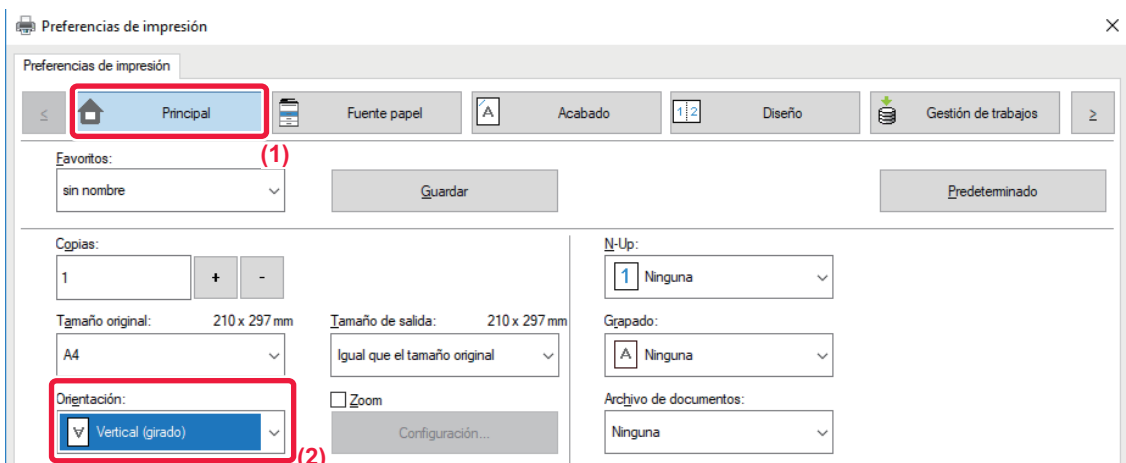 Preferencias de impresión
Preferencias de impresión
≤ Principal Fuente papel A Acabado 1 2 Diseño Gestión de trabajos ≥
(1)
Favoritos:
sin nombre Guardar Predeterminado
Copias: N-Up:
1 + - 1 Ninguna
Tamaño original: 210 x 297 mm Tamaño de salida: 210 x 297 mm Grapado:
A4 Igual que el tamaño original A Ninguna
Orientación: Zoom Archivo de documentos:
A Vertical (girado) Configuración... Ninguna
(2)